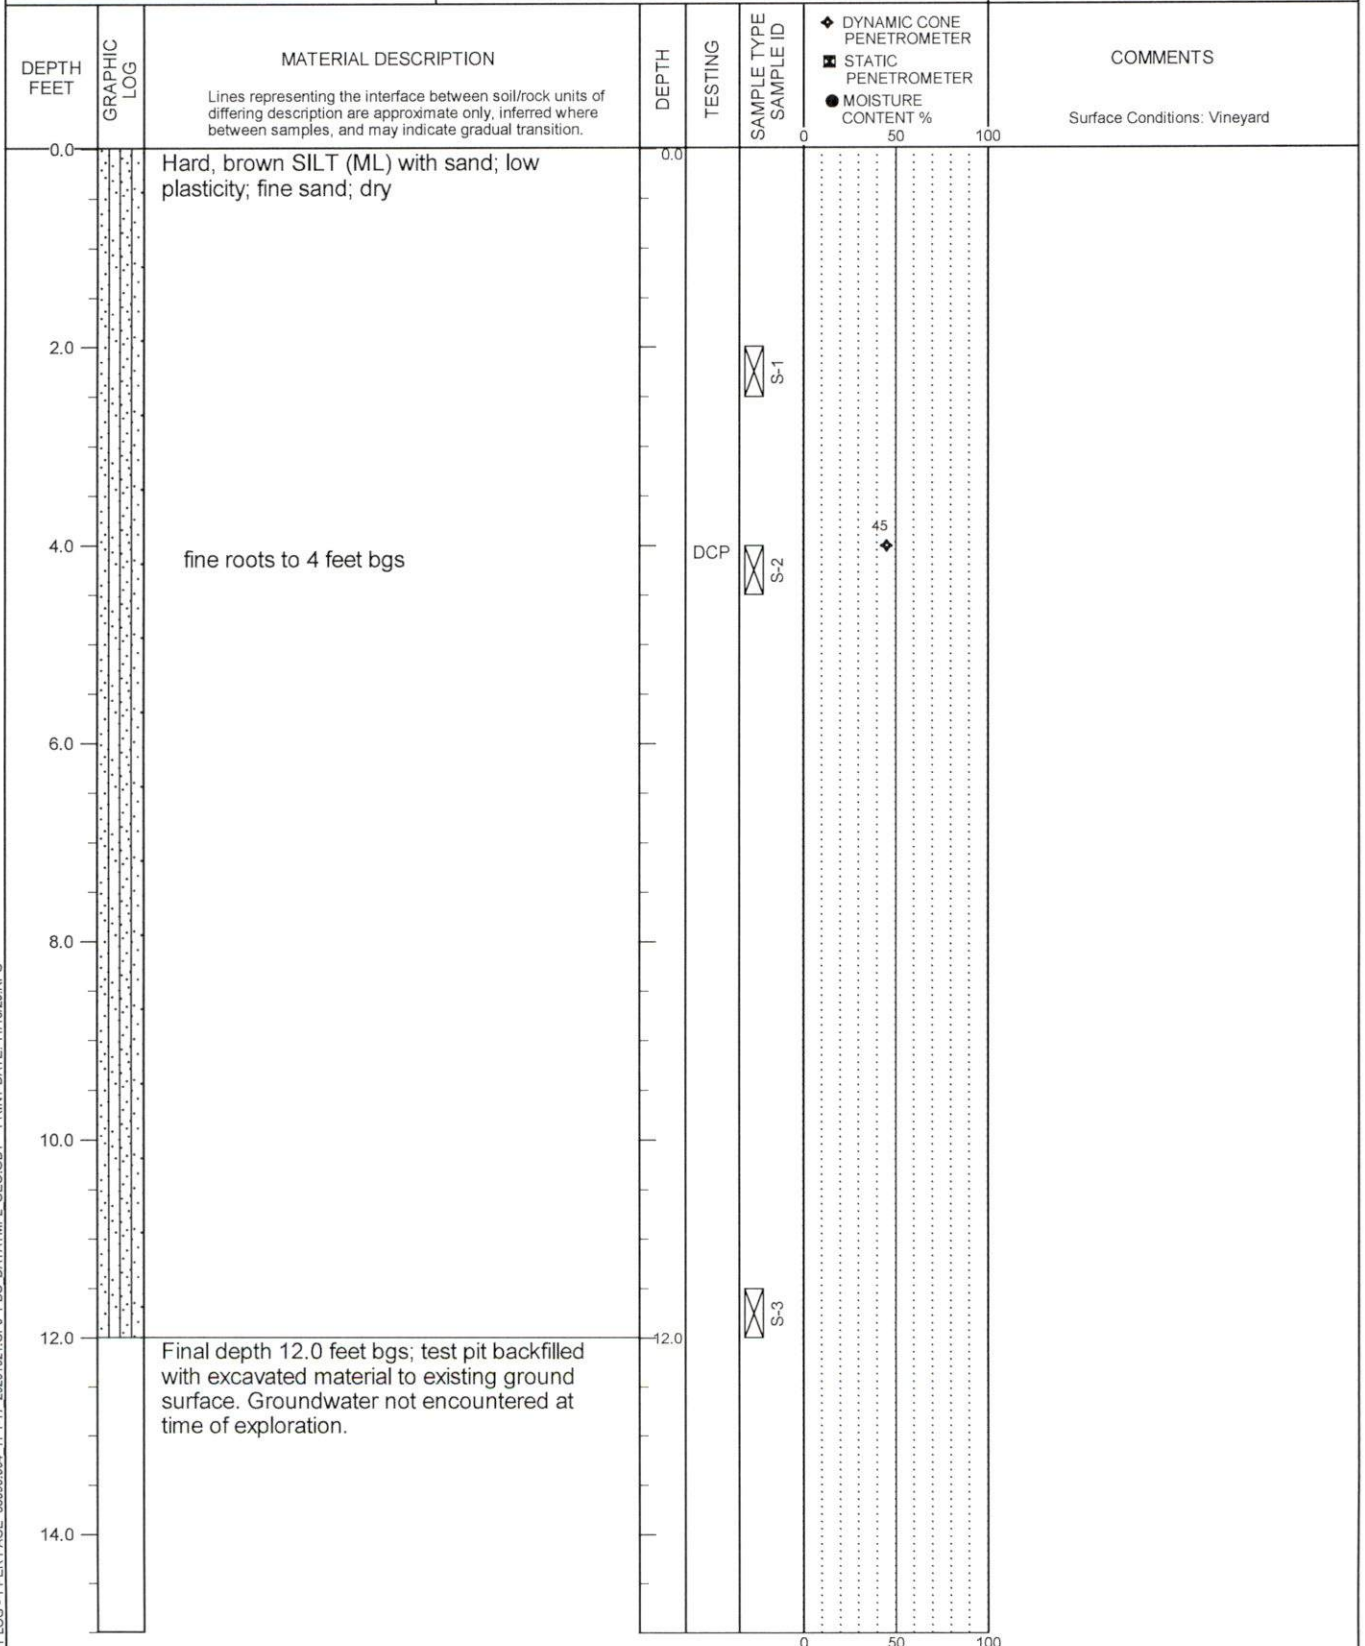 DEPTH
FEET
GRAPHIC
LOG
MATERIAL DESCRIPTION
Lines representing the interface between soil/rock units of
differing description are approximate only, inferred where
between samples, and may indicate gradual transition.
DEPTH
TESTING
SAMPLE TYPE
SAMPLE ID
DYNAMIC CONE
PENETROMETER
STATIC
PENETROMETER
MOISTURE
CONTENT %
0 50 100
COMMENTS
Surface Conditions: Vineyard
0.0
Hard, brown SILT (ML) with sand; low
plasticity; fine sand; dry
0.0
2.0
S-1
45
4.0
fine roots to 4 feet bgs
DCP
S-2
6.0
8.0
10.0
S-3
12.0
12.0
Final depth 12.0 feet bgs; test pit backfilled
with excavated material to existing ground
surface. Groundwater not encountered at
time of exploration.
14.0
0 50 100